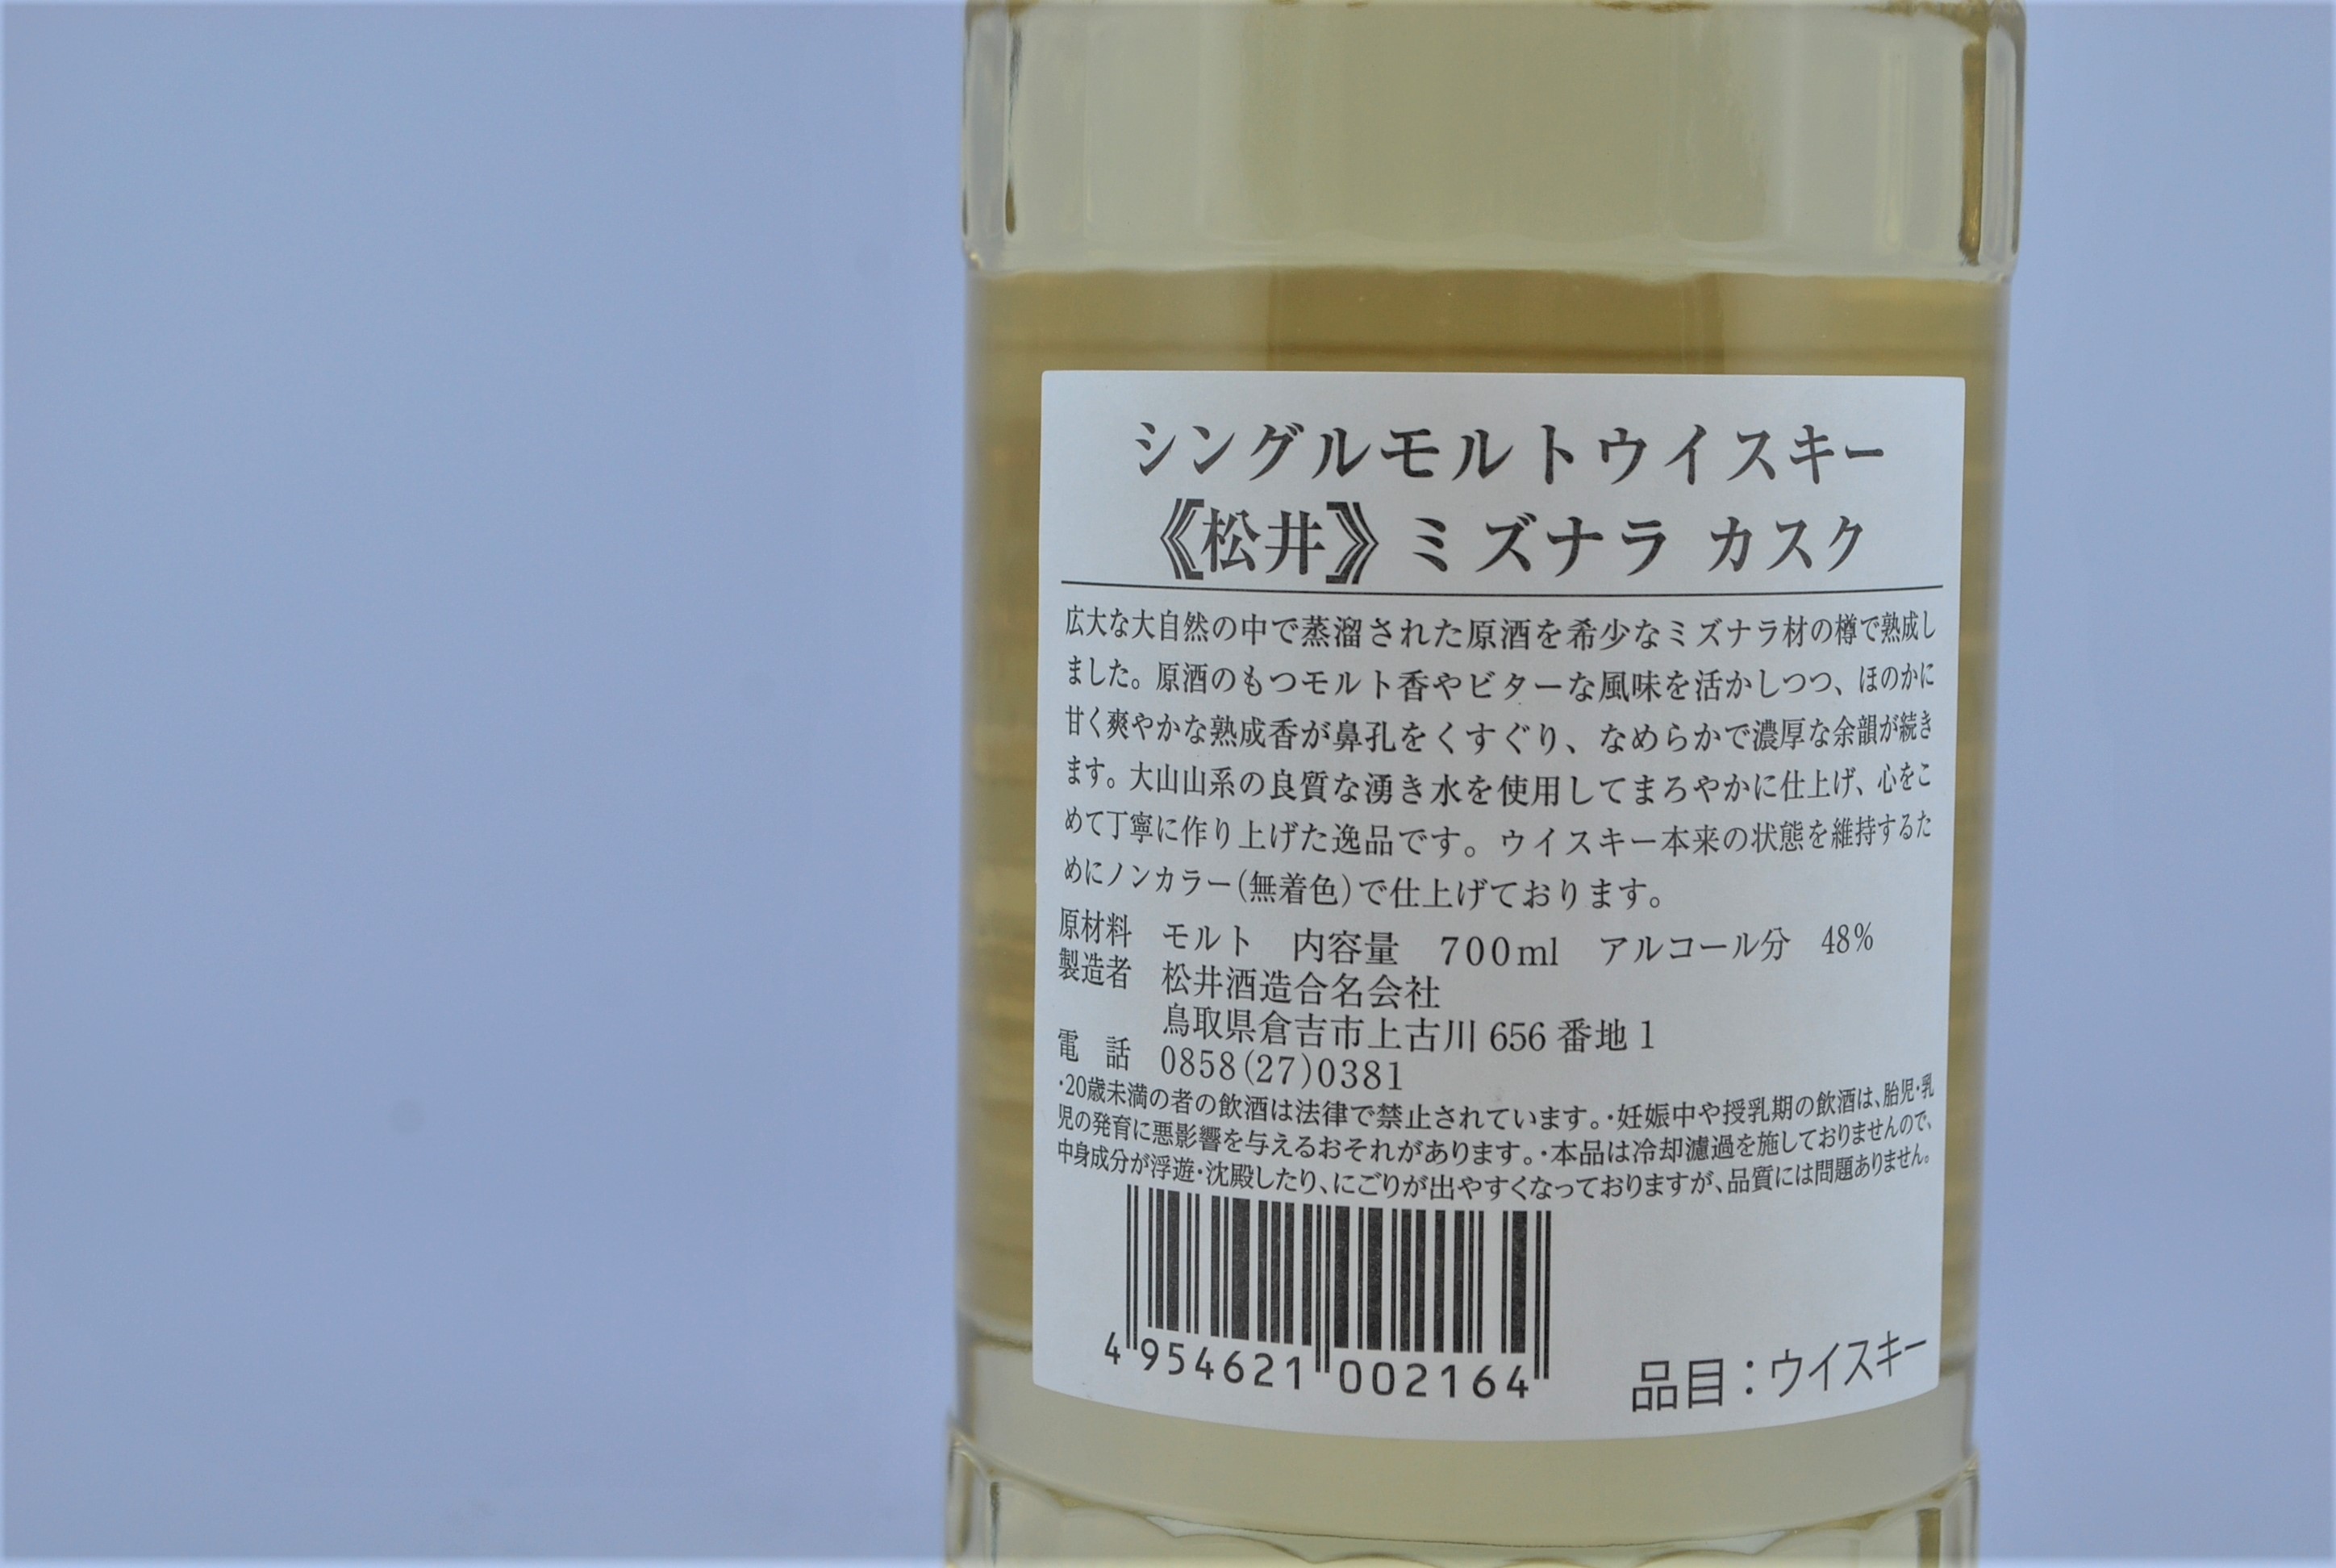 シングルモルトウイスキー
《松井》ミズナラ カスク
広大な大自然の中で蒸溜された原酒を希少なミズナラ材の樽で熟成し
ました。原酒のもつモルト香やビターな風味を活かしつつ、ほのかに
甘く爽やかな熟成香が鼻孔をくすぐり、なめらかで濃厚な余韻が続き
ます。大山山系の良質な湧き水を使用してまろやかに仕上げ、心をこ
めて丁寧に作り上げた逸品です。ウイスキー本来の状態を維持するた
めにノンカラー(無着色)で仕上げております。
原材料 モルト 内容量 700ml アルコール分 48%
製造者 松井酒造合名会社
鳥取県倉吉市上古川 656 番地 1
電 話 0858(27)0381
・20歳未満の者の飲酒は法律で禁止されています。・妊娠中や授乳期の飲酒は、胎児・乳
児の発育に悪影響を与えるおそれがあります。・本品は冷却濾過を施しておりませんので、
中身成分が浮遊・沈殿したり、にごりが出やすくなっておりますが、品質には問題ありません。
4 954621 002164
品目：ウイスキー